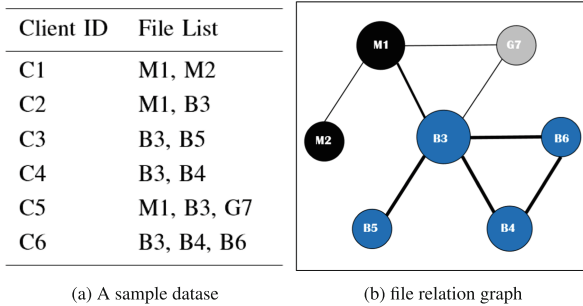 Client ID File List
C1 M1, M2
C2 M1, B3
C3 B3, B5
C4 B3, B4
C5 M1, B3, G7
C6 B3, B4, B6
M1 G7
M2 B3 B6
B5 B4
(a) A sample datase (b) file relation graph